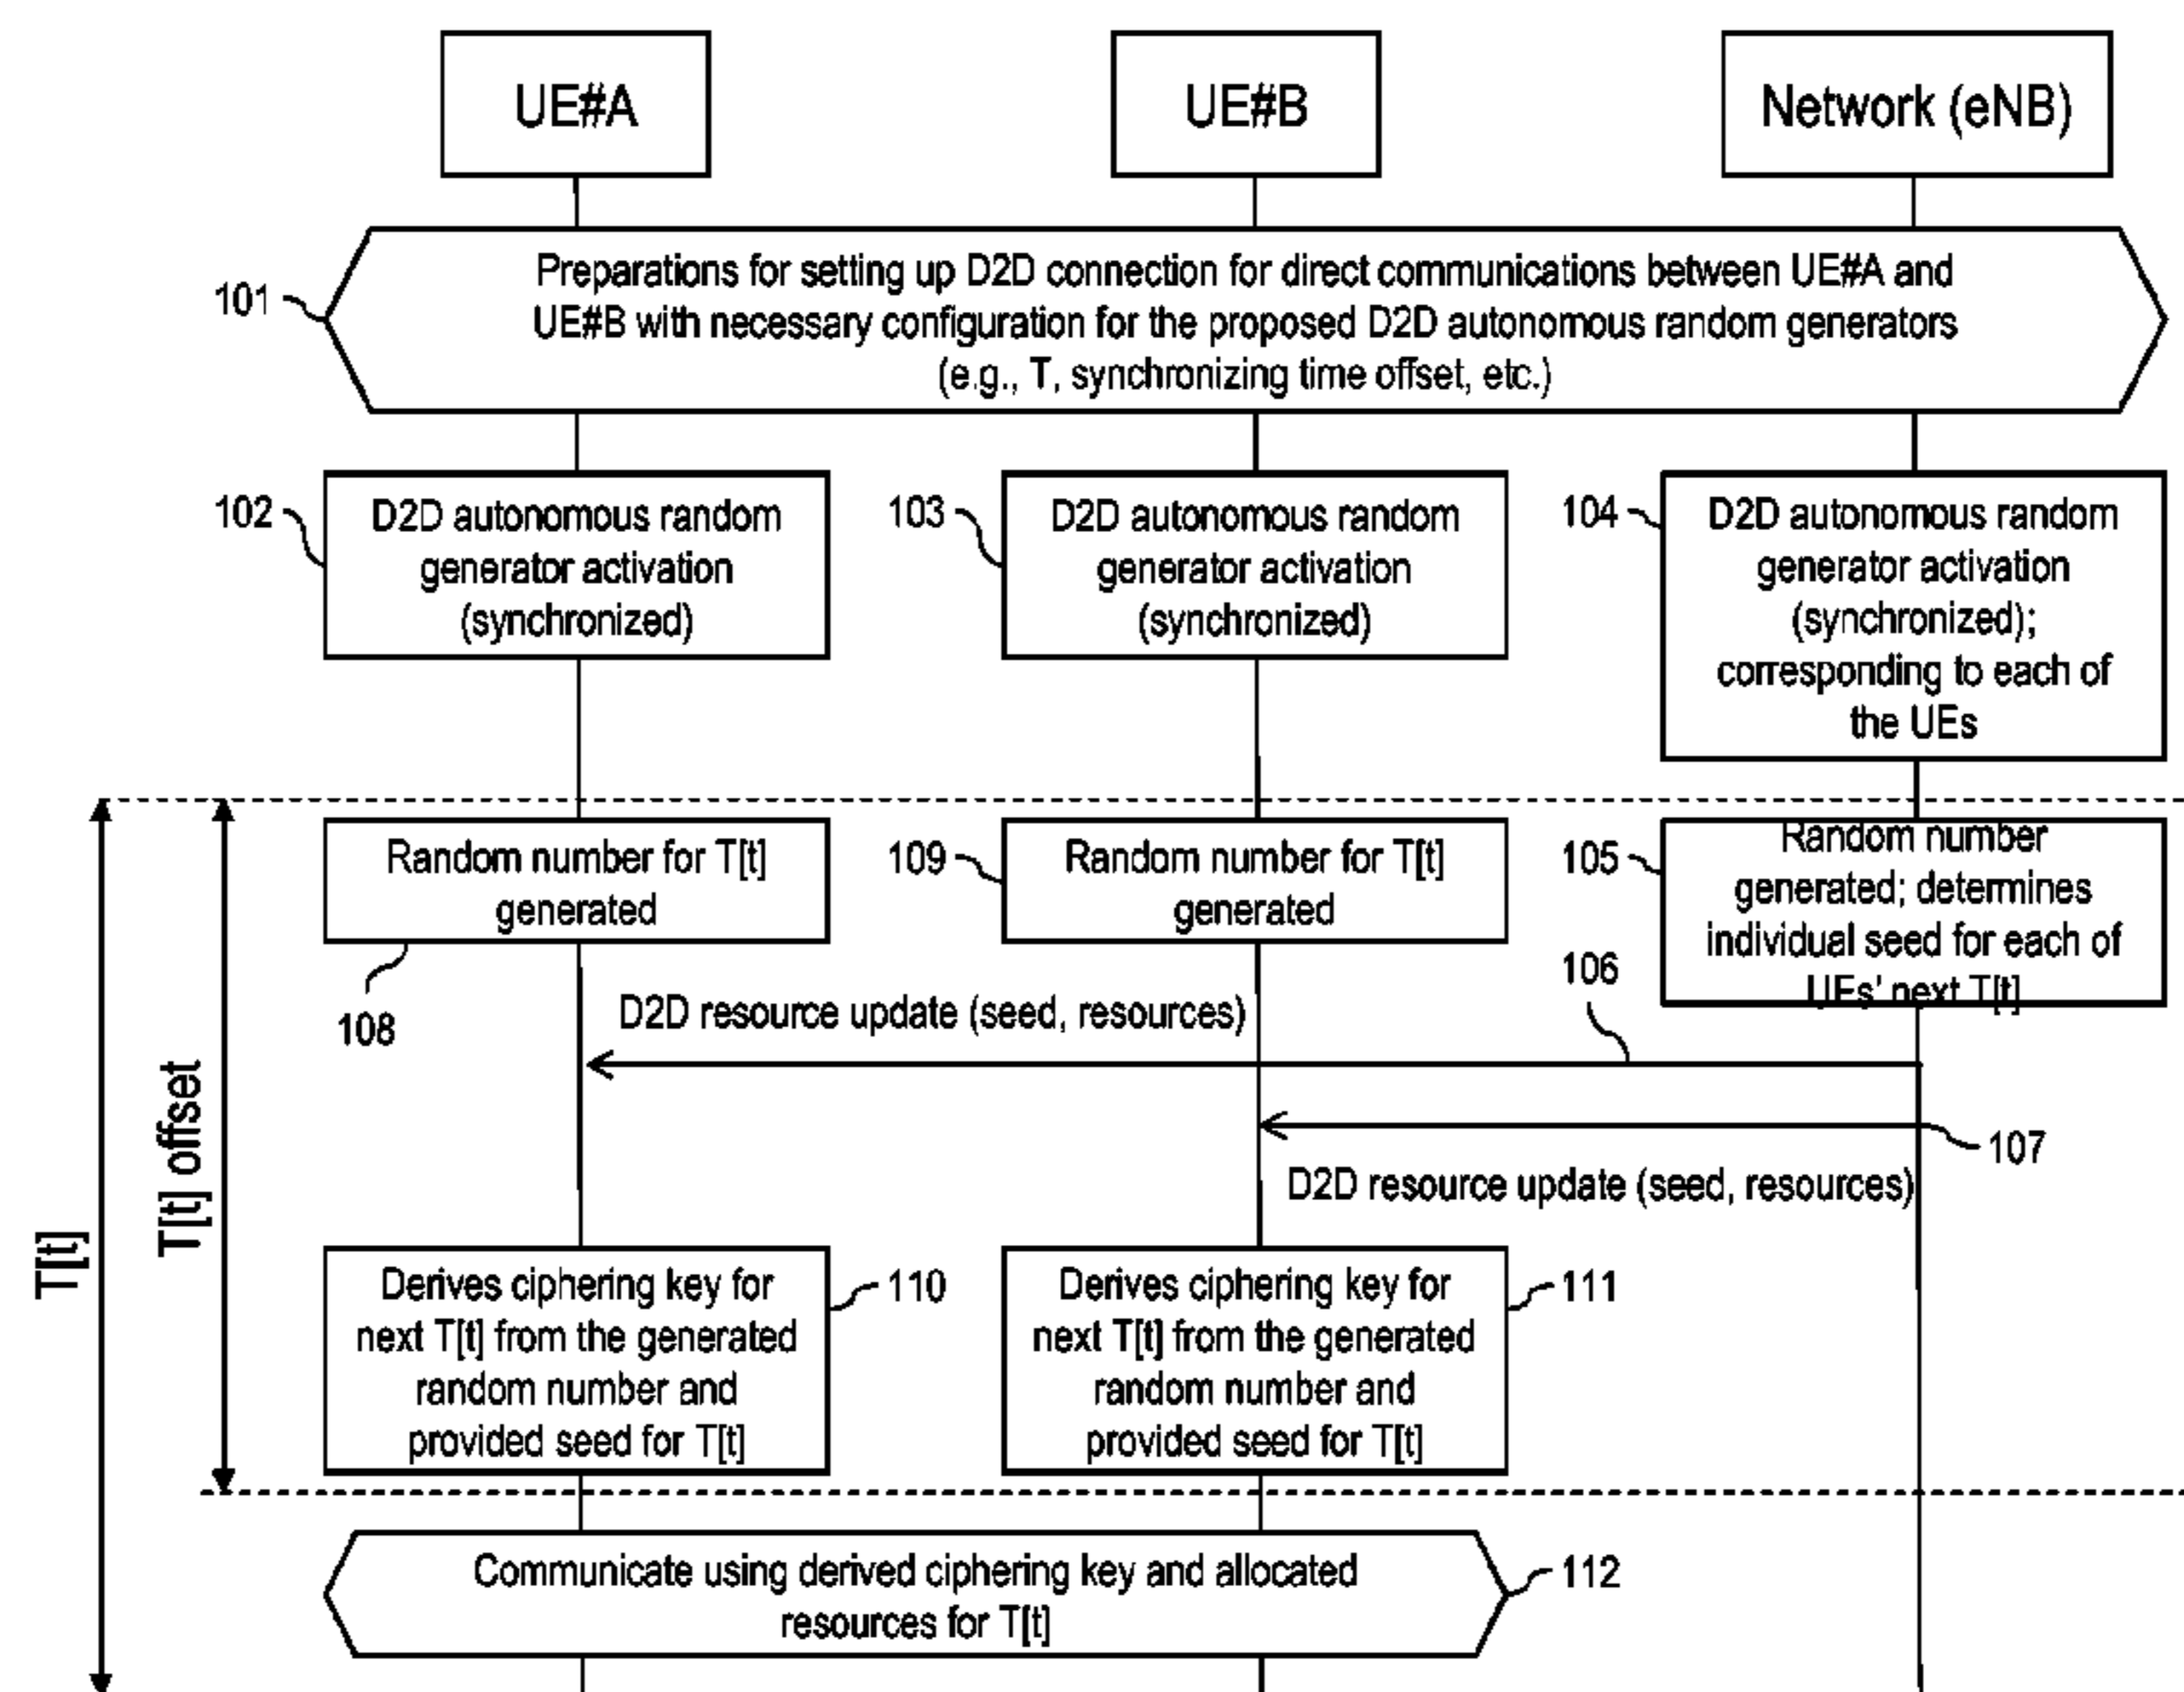 UE#A
UE#B
Network (eNB)
101
Preparations for setting up D2D connection for direct communications between UE#A and
UE#B with necessary configuration for the proposed D2D autonomous random generators
(e.g., T, synchronizing time offset, etc.)
102
D2D autonomous random
generator activation
(synchronized)
103
D2D autonomous random
generator activation
(synchronized)
104
D2D autonomous random
generator activation
(synchronized);
corresponding to each of
the UEs
T[t]
T[t] offset
Random number for T[t]
generated
108
109
Random number for T[t]
generated
105
Random number
generated; determines
individual seed for each of
UEs' next T[t]
106
D2D resource update (seed, resources)
107
D2D resource update (seed, resources)
Derives ciphering key for
next T[t] from the generated
random number and
provided seed for T[t]
110
Derives ciphering key for
next T[t] from the generated
random number and
provided seed for T[t]
111
Communicate using derived ciphering key and allocated
resources for T[t]
112